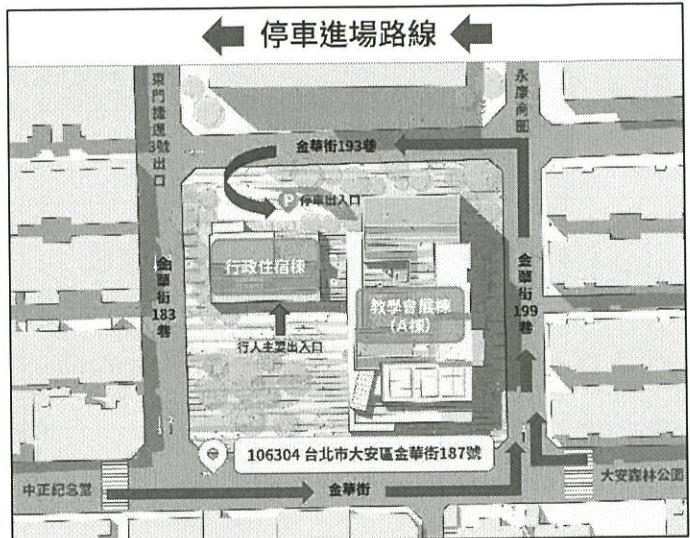 停車進場路線
東門捷運3號出口
永康商圈
金華街193巷
P
停車出入口
行政住宿棟
教學會展棟
(A棟)
金華街183巷
金華街199巷
行人主要出入口
106304 台北市大安區金華街187號
中正紀念堂
金華街
大安森林公園